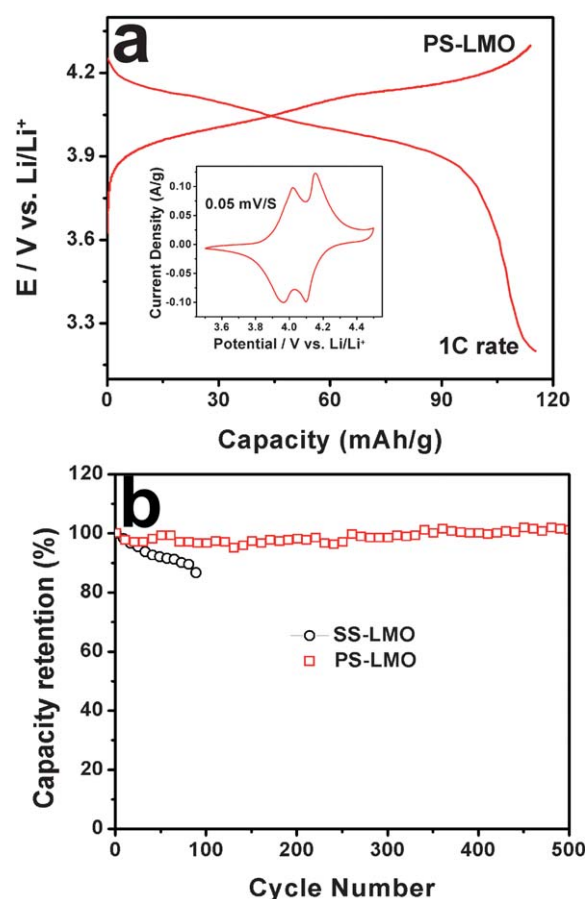 a
PS-LMO
4.2
3.9
3.6
3.3
E / V vs. Li/Li⁺
0.10
0.05
0.00
-0.05
-0.10
Current Density (A/g)
0.05 mV/S
3.6 3.8 4.0 4.2 4.4
Potential / V vs. Li/Li⁺
1C rate
0 30 60 90 120
Capacity (mAh/g)
b
120
100
80
60
40
20
0
Capacity retention (%)
SS-LMO
PS-LMO
0 100 200 300 400 500
Cycle Number